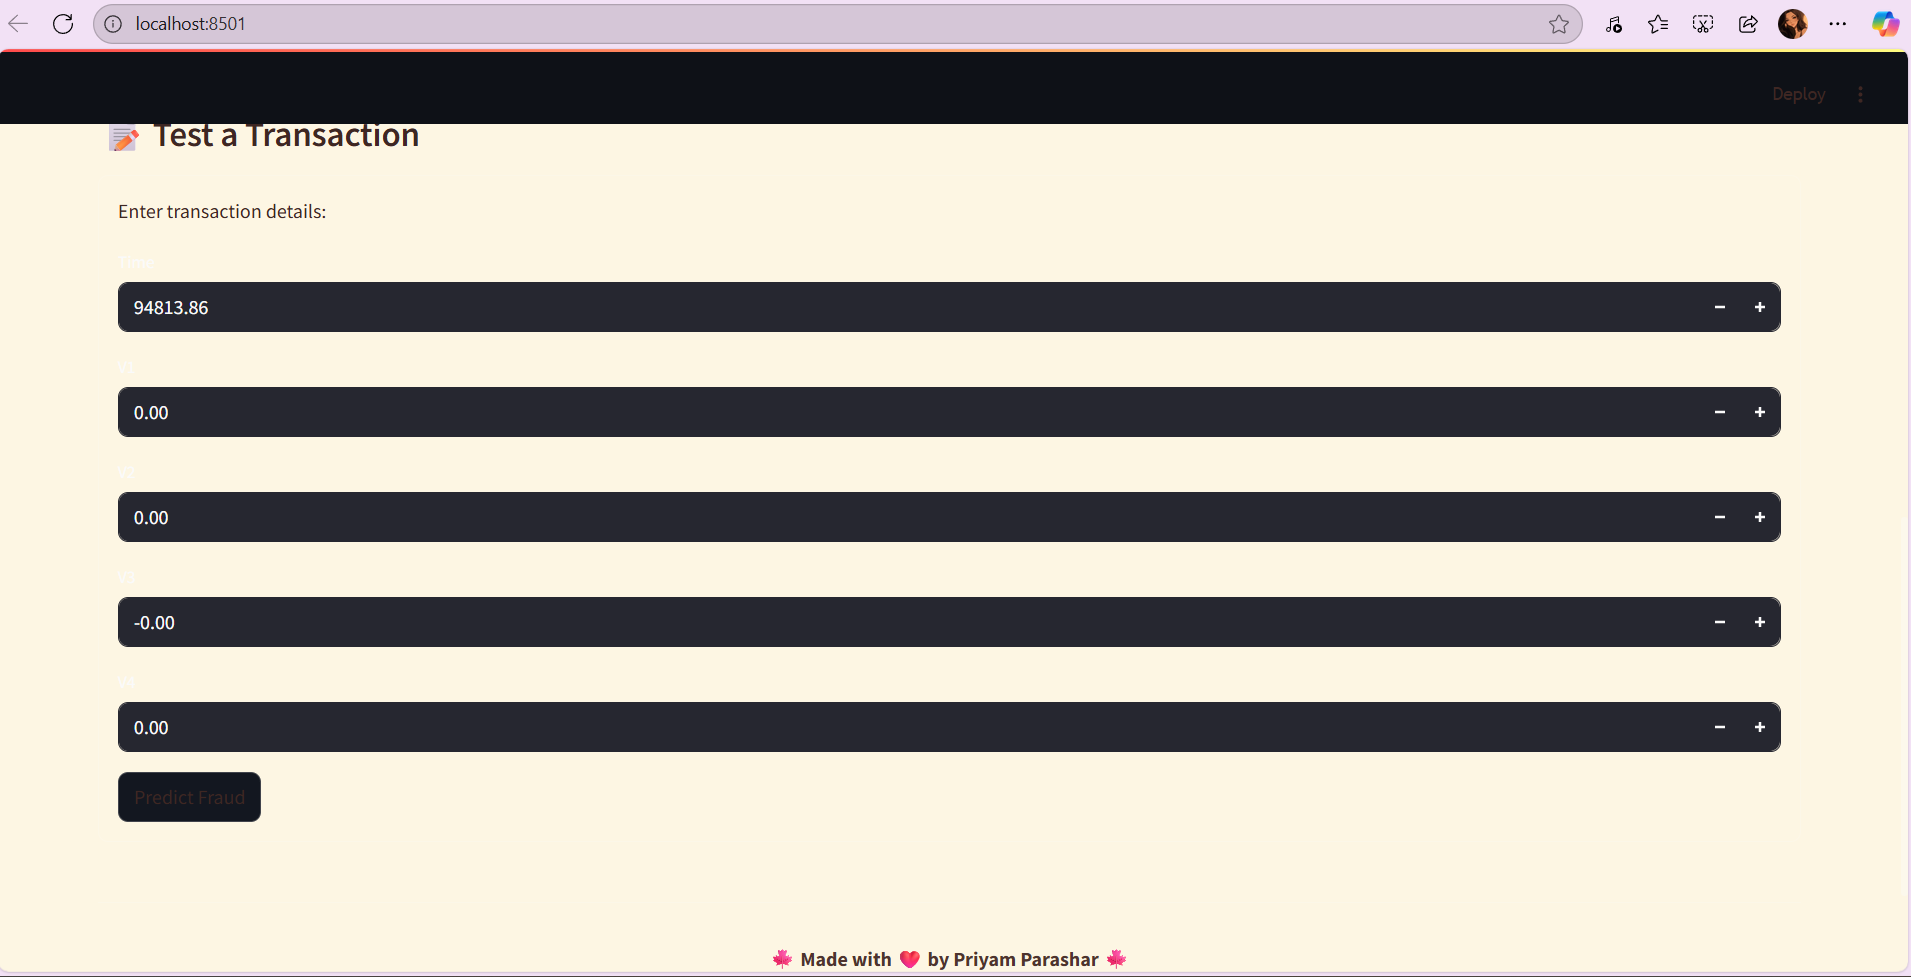 localhost:8501
Deploy
Test a Transaction
Enter transaction details:
Time
94813.86
V1
0.00
V2
0.00
V3
-0.00
V4
0.00
Predict Fraud
Made with ❤️ by Priyam Parashar